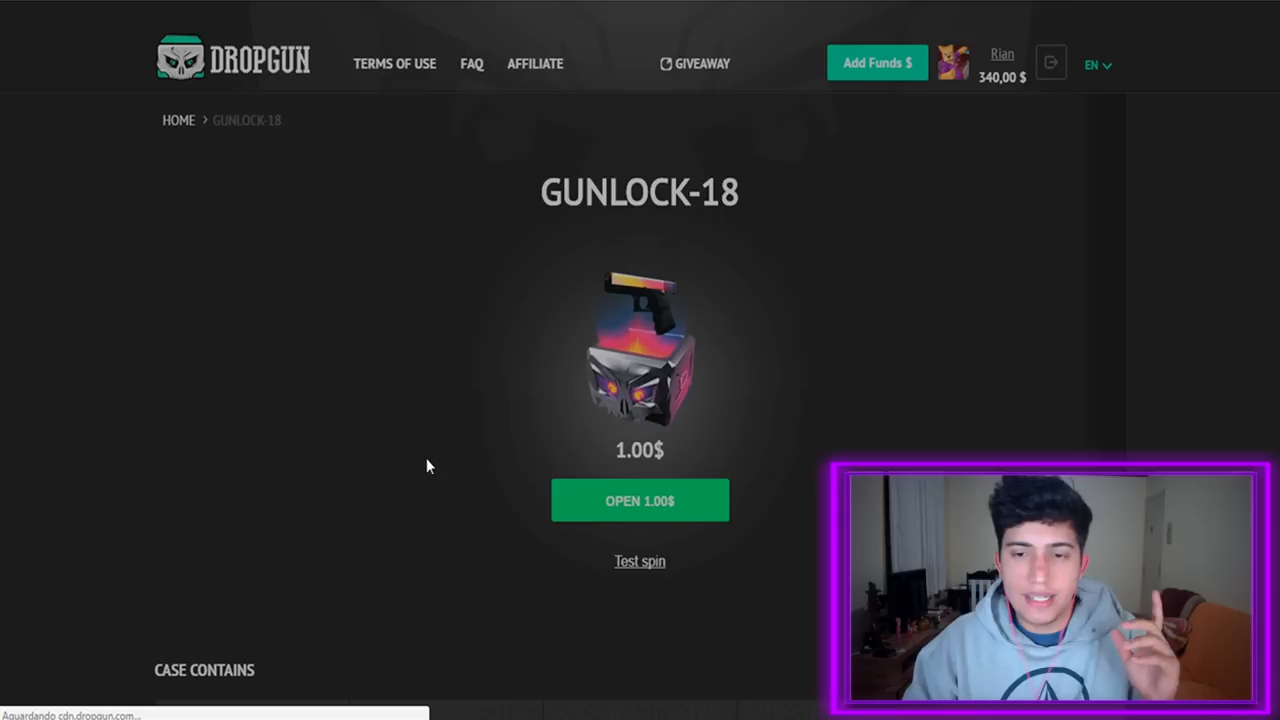 DROPGUN
TERMS OF USE
FAQ
AFFILIATE
GIVEAWAY
Add Funds $
Rian
340,00 $
EN
HOME > GUNLOCK-18
GUNLOCK-18
1.00$
OPEN 1.00$
Test spin
CASE CONTAINS
Aguardando cdn.dropgun.com...